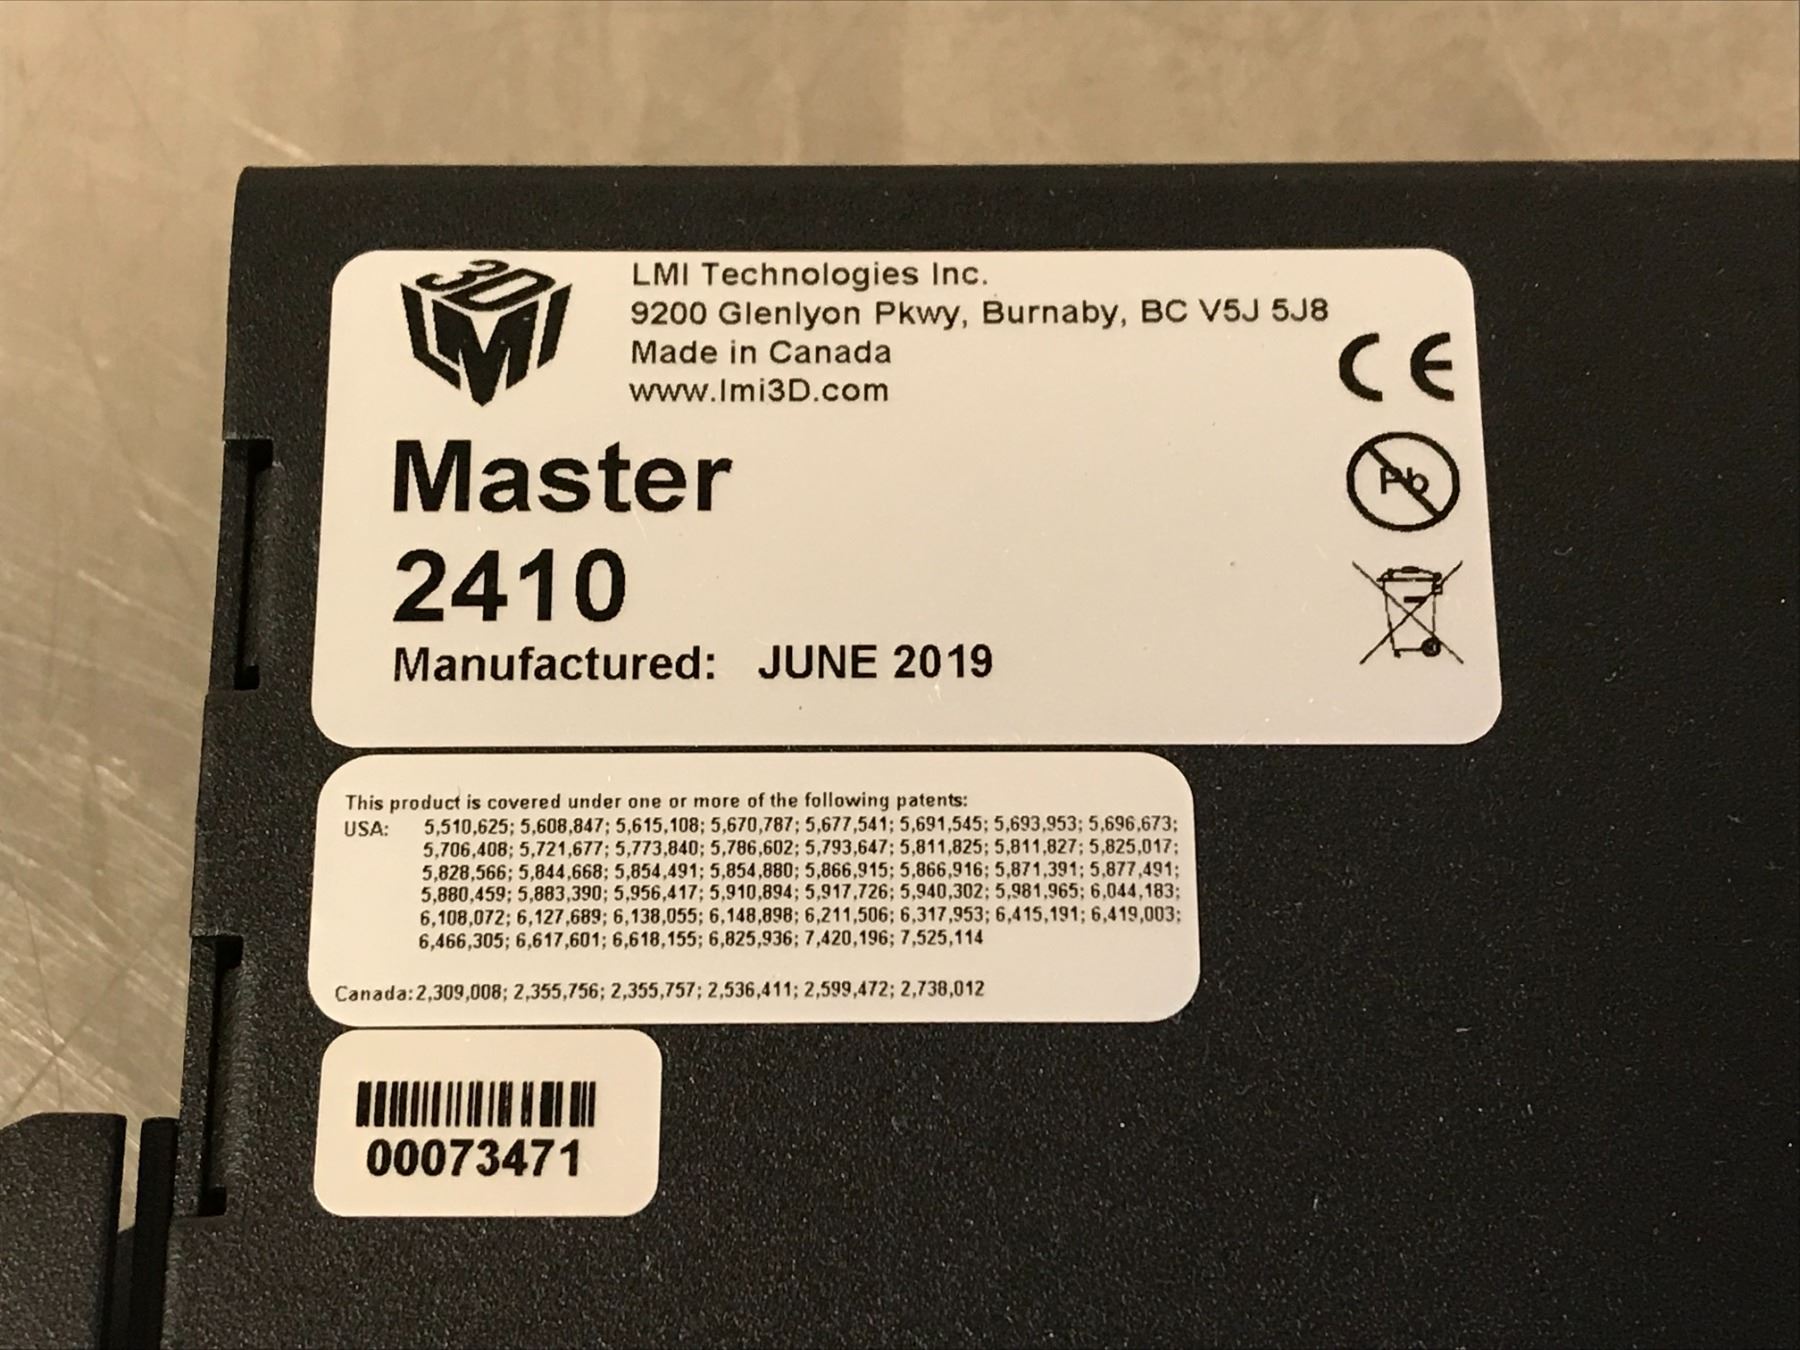 3D
LMI
LMI Technologies Inc.
9200 Glenlyon Pkwy, Burnaby, BC V5J 5J8
Made in Canada
www.lmi3D.com
CE
Master
Pb
2410
Manufactured: JUNE 2019
This product is covered under one or more of the following patents:
USA: 5,510,625; 5,608,847; 5,615,108; 5,670,787; 5,677,541; 5,691,545; 5,693,953; 5,696,673;
5,706,408; 5,721,677; 5,773,840; 5,786,602; 5,793,647; 5,811,825; 5,811,827; 5,825,017;
5,828,566; 5,844,668; 5,854,491; 5,854,880; 5,866,915; 5,866,916; 5,871,391; 5,877,491;
5,880,459; 5,883,390; 5,956,417; 5,910,894; 5,917,726; 5,940,302; 5,981,965; 6,044,183;
6,108,072; 6,127,689; 6,138,055; 6,148,898; 6,211,506; 6,317,953; 6,415,191; 6,419,003;
6,466,305; 6,617,601; 6,618,155; 6,825,936; 7,420,196; 7,525,114
Canada: 2,309,008; 2,355,756; 2,355,757; 2,536,411; 2,599,472; 2,738,012
00073471